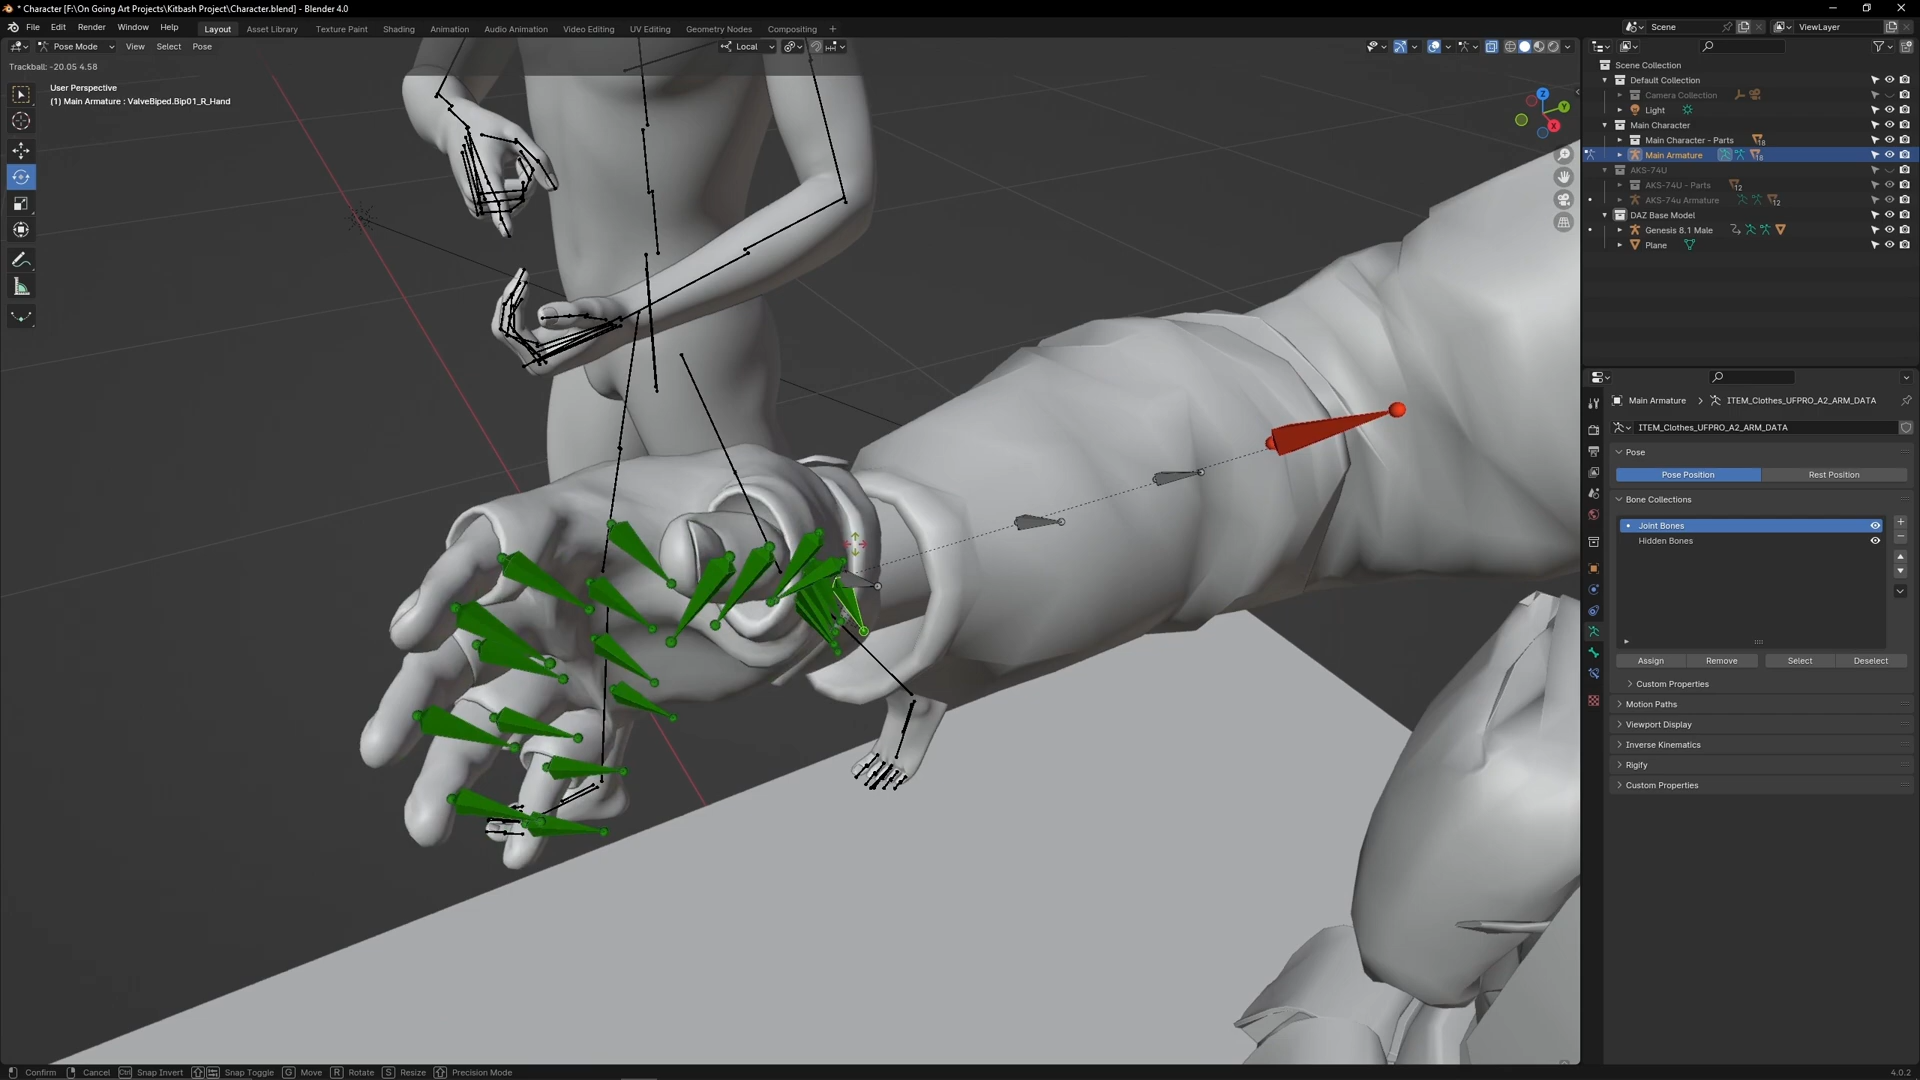 * Character [F:\On Going Art Projects\Kitbash Project\Character.blend] - Blender 4.0
File Edit Render Window Help
Layout Asset Library Texture Paint Shading Animation Audio Animation Video Editing UV Editing Geometry Nodes Compositing
Scene ViewLayer
Pose Mode View Select Pose Local
Trackball: -20.05 4.58
User Perspective
(1) Main Armature : ValveBiped.Bip01_R_Hand
Z
Y
X
Scene Collection
Default Collection
Camera Collection
Light
Main Character
Main Character - Parts 18
Main Armature 18
AKS-74U
AKS-74U - Parts 12
AKS-74u Armature 12
DAZ Base Model
Genesis 8.1 Male
Plane
Main Armature > ITEM_Clothes_UFPRO_A2_ARM_DATA
ITEM_Clothes_UFPRO_A2_ARM_DATA
Pose
Pose Position Rest Position
Bone Collections
Joint Bones
Hidden Bones
Assign Remove Select Deselect
Custom Properties
Motion Paths
Viewport Display
Inverse Kinematics
Rigify
Custom Properties
Confirm Cancel Ctrl Snap Invert Snap Toggle G Move R Rotate S Resize Precision Mode
4.0.2